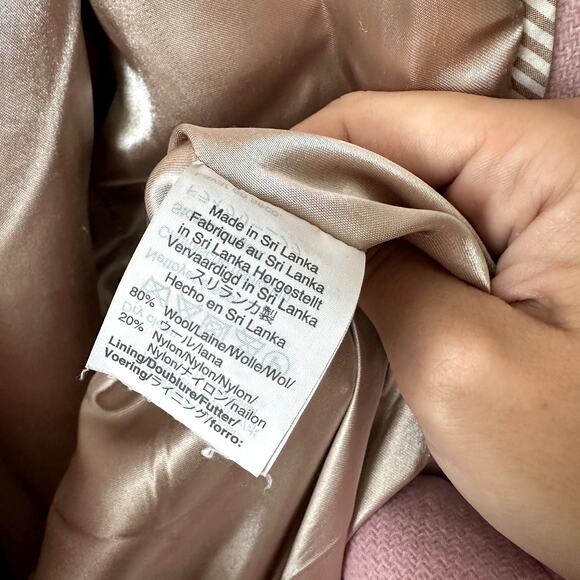 Made in Sri Lanka
Fabriqué au Sri Lanka
in Sri Lanka Hergestellt
Vervaardigd in Sri Lanka
スリランカ製
Hecho en Sri Lanka
80% Wool/Laine/Wolle/Wol/
ウール/lana
20% Nylon/Nylon/Nylon/
Nylon/ナイロン/nailon
Lining/Doublure/Futter/
Voering/ライニング/forro: